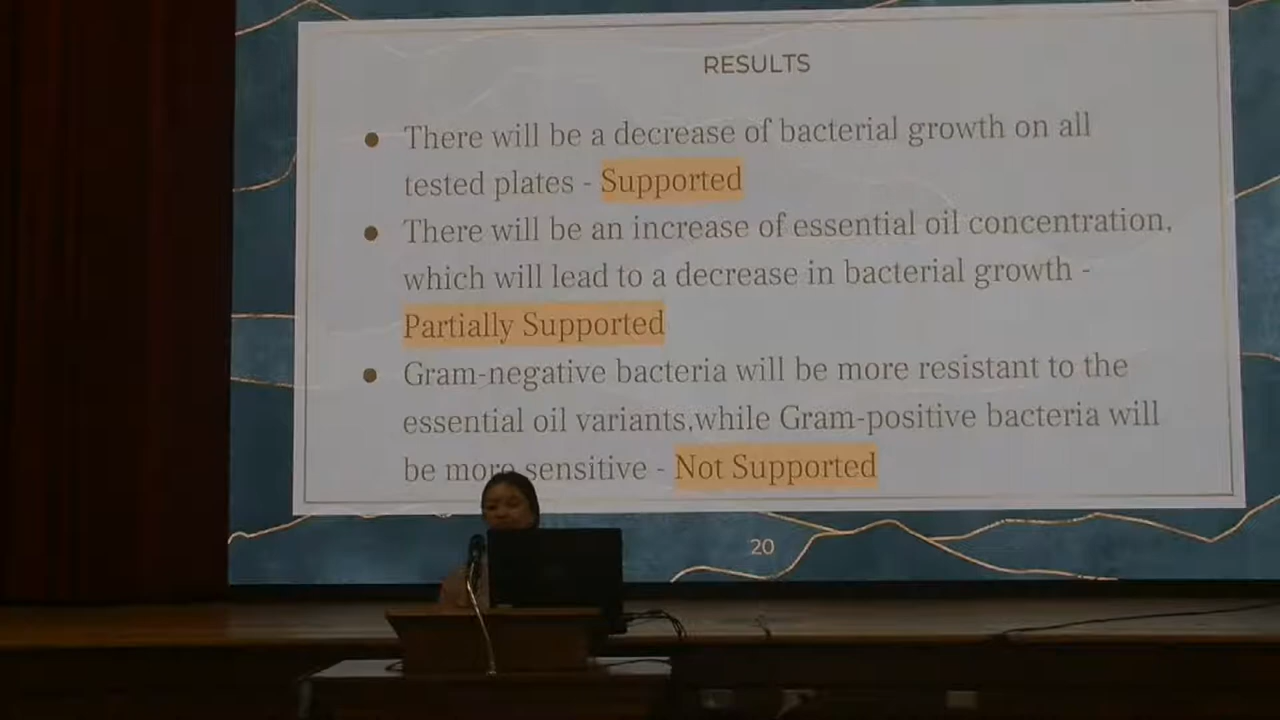 RESULTS
● There will be a decrease of bacterial growth on all
tested plates - Supported
● There will be an increase of essential oil concentration,
which will lead to a decrease in bacterial growth -
Partially Supported
● Gram-negative bacteria will be more resistant to the
essential oil variants,while Gram-positive bacteria will
be more sensitive - Not Supported
20